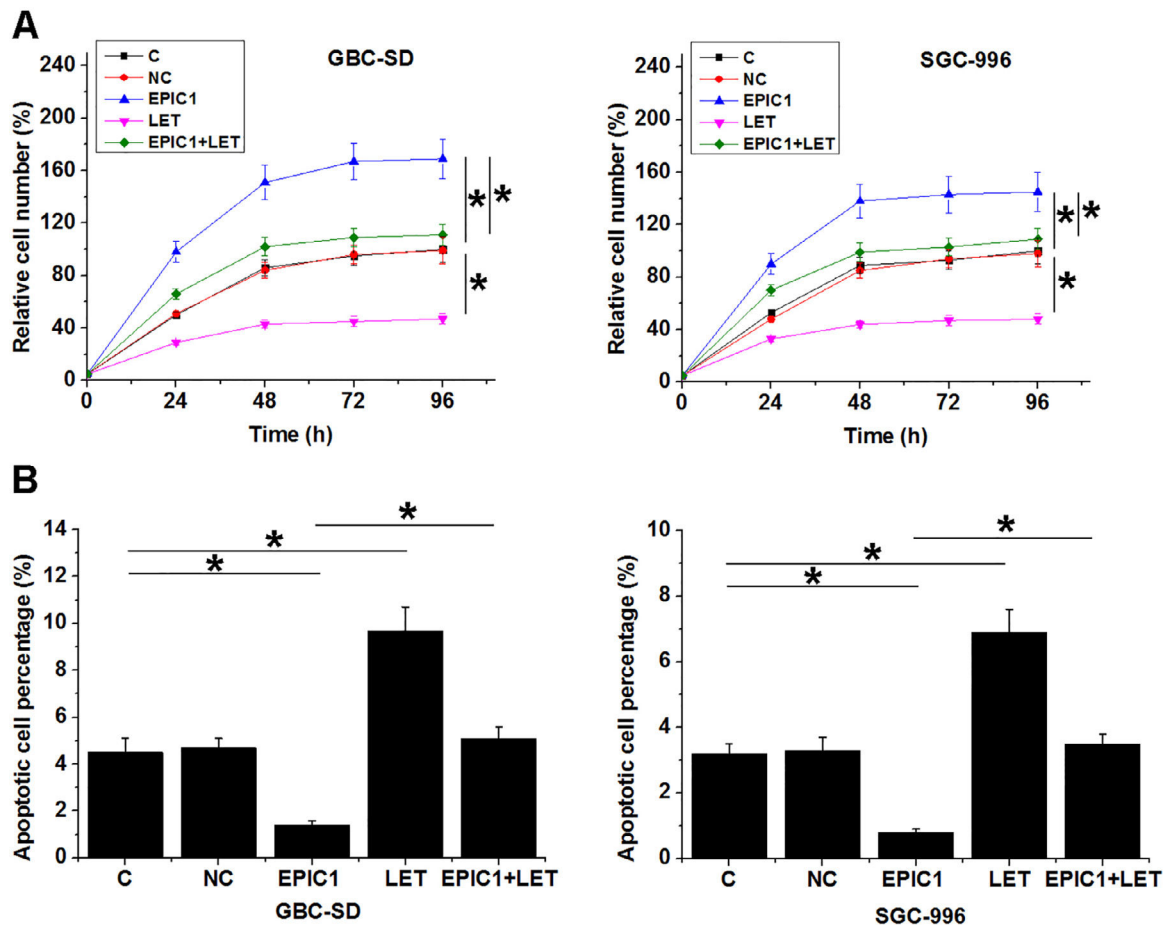 A
GBC-SD
C
NC
EPIC1
LET
EPIC1+LET
Relative cell number (%)
240
200
160
120
80
40
0
* *
*
0 24 48 72 96
Time (h)
SGC-996
C
NC
EPIC1
LET
EPIC1+LET
Relative cell number (%)
240
200
160
120
80
40
0
* *
*
0 24 48 72 96
Time (h)
B
Apoptotic cell percentage (%)
14
12
10
8
6
4
2
0
*
*
*
C NC EPIC1 LET EPIC1+LET
GBC-SD
Apoptotic cell percentage (%)
10
8
6
4
2
0
*
*
*
C NC EPIC1 LET EPIC1+LET
SGC-996